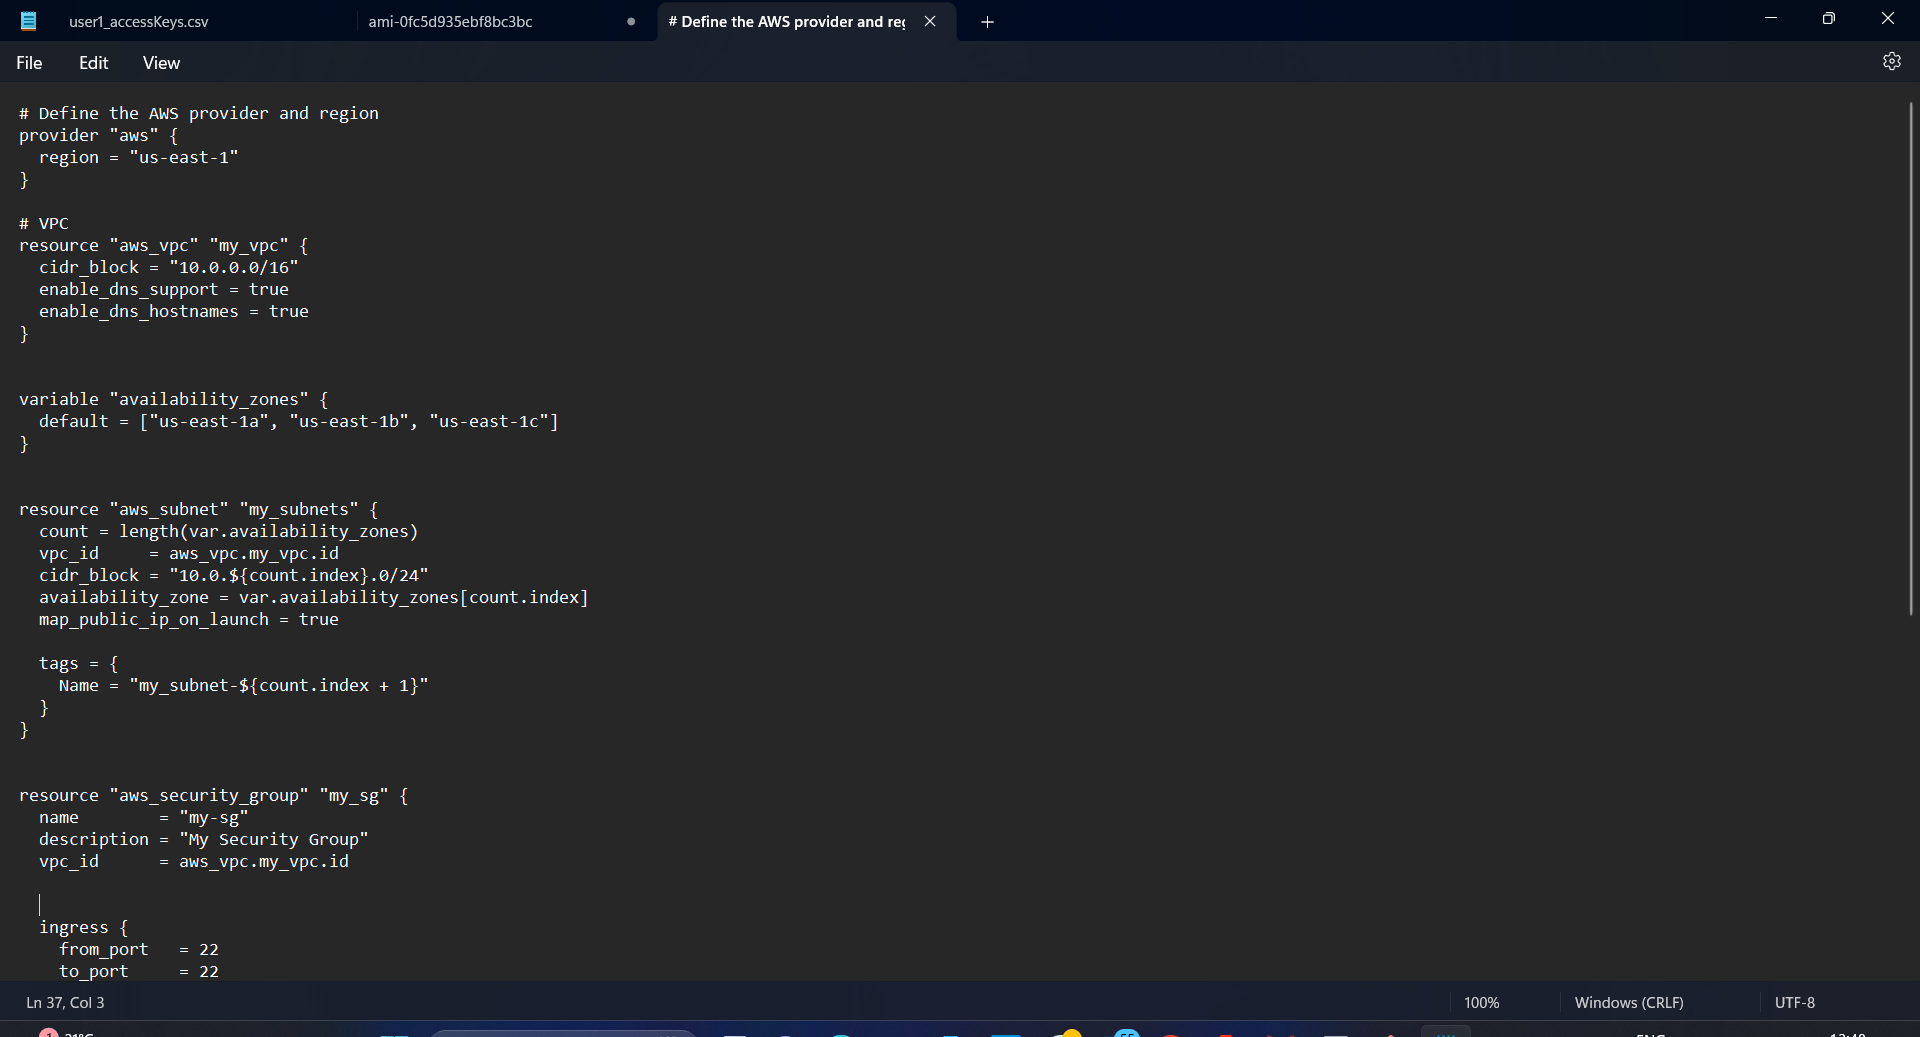 user1_accessKeys.csv
ami-0fc5d935ebf8bc3bc
# Define the AWS provider and reg
File Edit View
# Define the AWS provider and region
provider "aws" {
  region = "us-east-1"
}
# VPC
resource "aws_vpc" "my_vpc" {
  cidr_block = "10.0.0.0/16"
  enable_dns_support = true
  enable_dns_hostnames = true
}
variable "availability_zones" {
  default = ["us-east-1a", "us-east-1b", "us-east-1c"]
}
resource "aws_subnet" "my_subnets" {
  count = length(var.availability_zones)
  vpc_id     = aws_vpc.my_vpc.id
  cidr_block = "10.0.${count.index}.0/24"
  availability_zone = var.availability_zones[count.index]
  map_public_ip_on_launch = true
  tags = {
    Name = "my_subnet-${count.index + 1}"
  }
}
resource "aws_security_group" "my_sg" {
  name        = "my-sg"
  description = "My Security Group"
  vpc_id      = aws_vpc.my_vpc.id
  ingress {
    from_port   = 22
    to_port     = 22
Ln 37, Col 3
100%
Windows (CRLF)
UTF-8